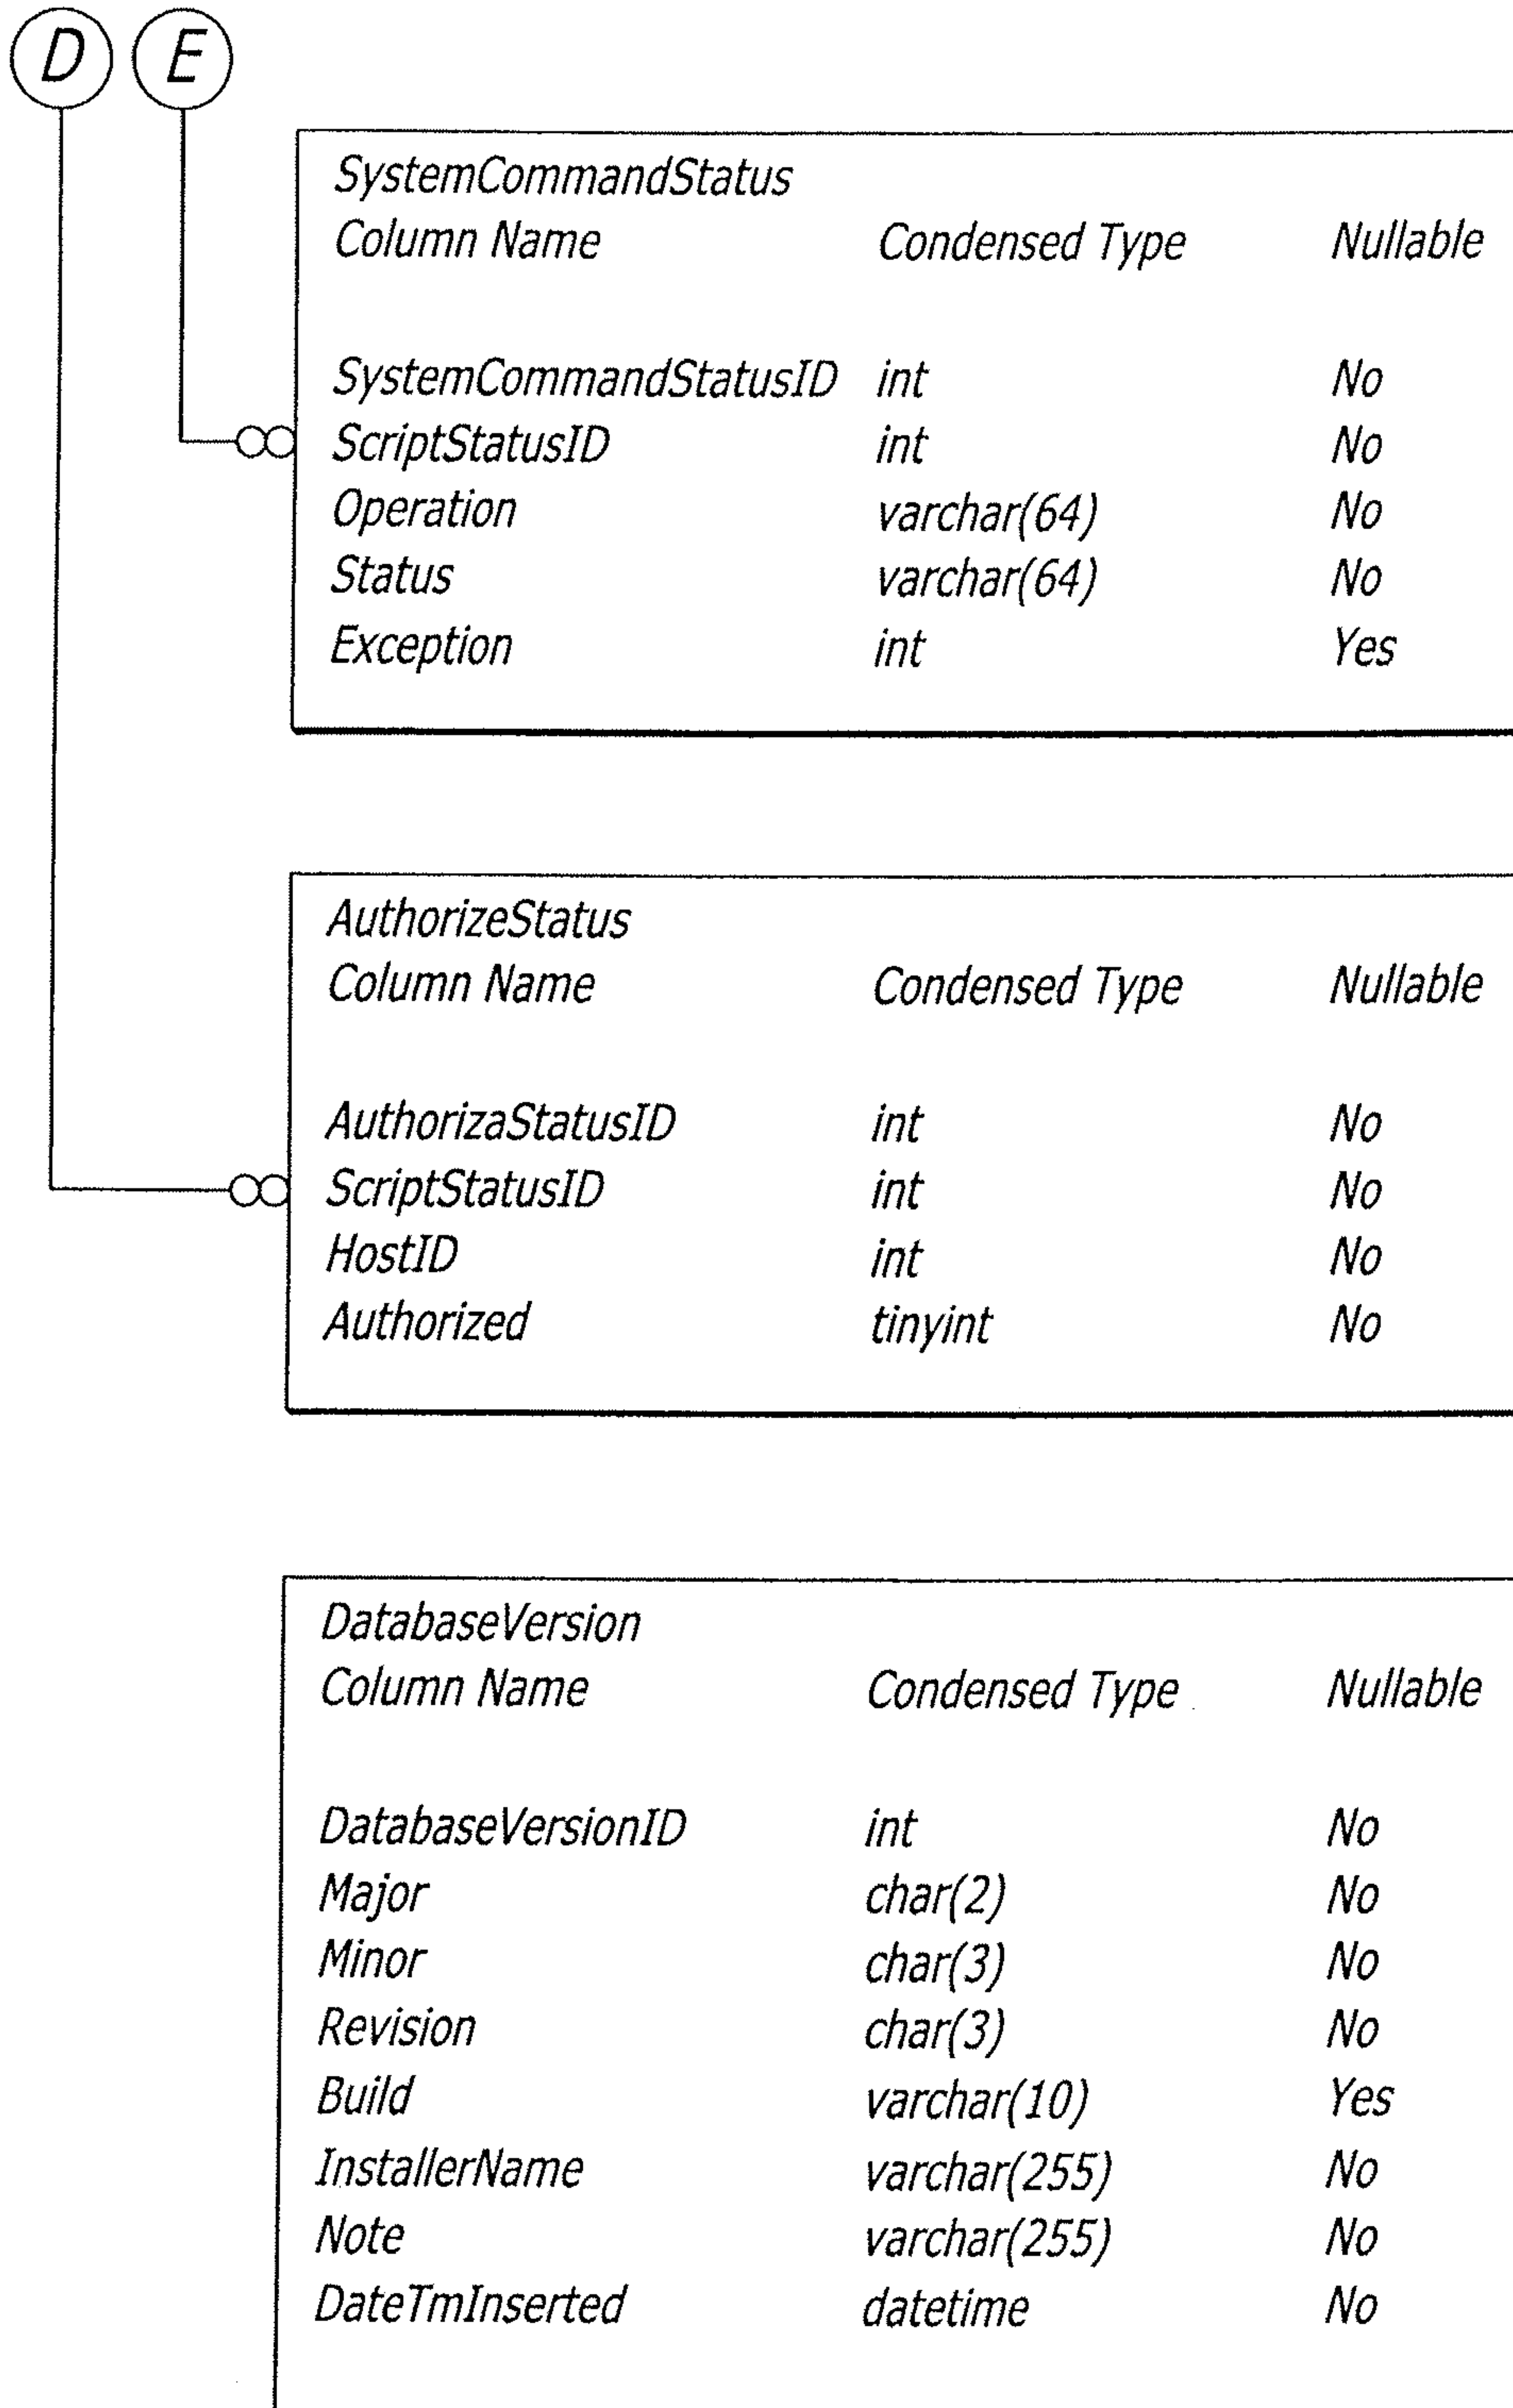 D E
SystemCommandStatus
Column Name Condensed Type Nullable
SystemCommandStatusID int No
ScriptStatusID int No
Operation varchar(64) No
Status varchar(64) No
Exception int Yes
AuthorizeStatus
Column Name Condensed Type Nullable
AuthorizaStatusID int No
ScriptStatusID int No
HostID int No
Authorized tinyint No
DatabaseVersion
Column Name Condensed Type Nullable
DatabaseVersionID int No
Major char(2) No
Minor char(3) No
Revision char(3) No
Build varchar(10) Yes
InstallerName varchar(255) No
Note varchar(255) No
DateTmInserted datetime No